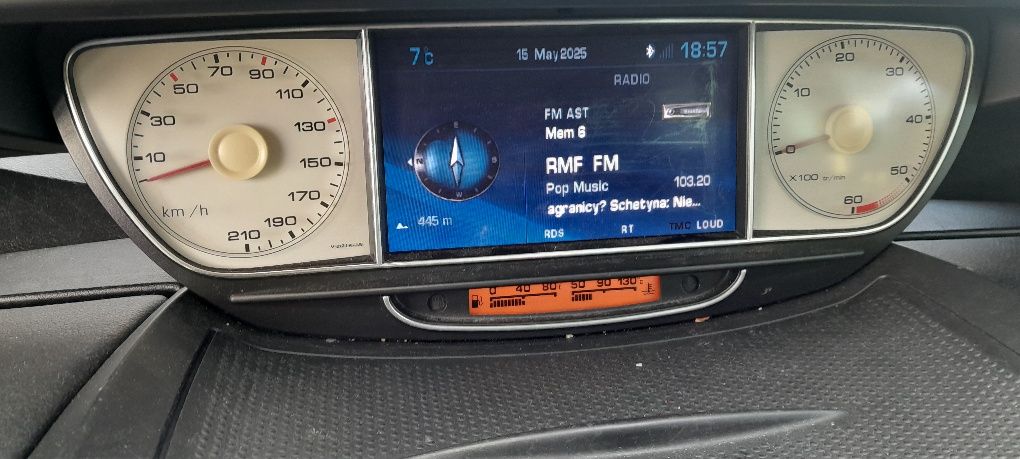 10 30 50 70 90 110 130 150 170 190 210
km/h
7°C
15 May 2025
18:57
RADIO
FM AST
Mem 6
RMF FM
Pop Music
103.20
agranicy? Schetyna: Nie...
445 m
RDS RT TMC LOUD
0 10 20 30 40 50 60
X100 tr/min
0 40 80
50 90 130